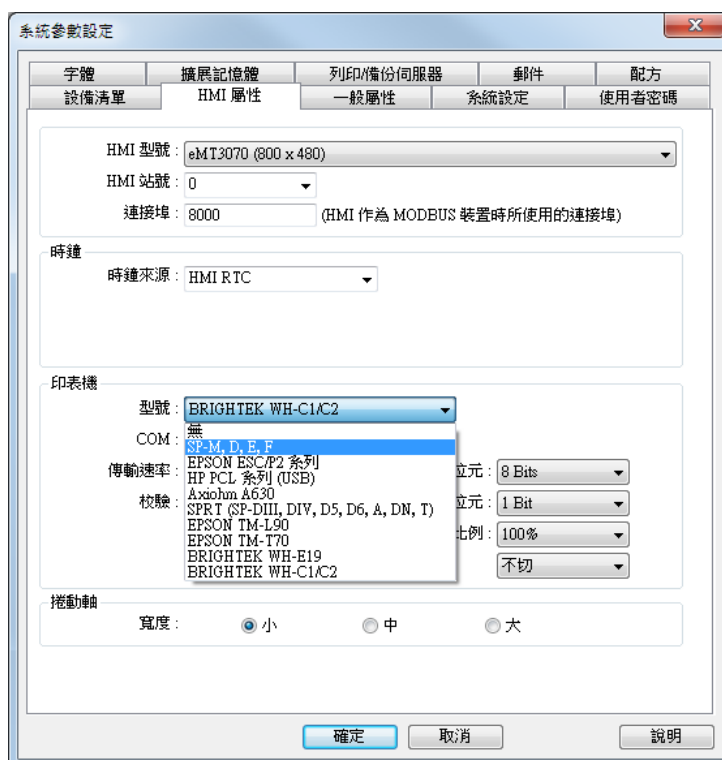 系統參數設定
字體 擴展記憶體 列印/備份伺服器 郵件 配方
設備清單 HMI 屬性 一般屬性 系統設定 使用者密碼
HMI 型號 : eMT3070 (800 x 480)
HMI 站號 : 0
連接埠 : 8000 (HMI 作為 MODBUS 裝置時所使用的連接埠)
時鐘
時鐘來源 : HMI RTC
印表機
型號 : BRIGHTEK WH-C1/C2
COM :
傳輸速率 :
校驗 :
無
SP-M, D, E, F
EPSON ESC/P2 系列
HP PCL 系列 (USB)
Axiohm A630
SPRT (SP-DIII, DIV, D5, D6, A, DN, T)
EPSON TM-L90
EPSON TM-T70
BRIGHTEK WH-E19
BRIGHTEK WH-C1/C2
位元 : 8 Bits
位元 : 1 Bit
比例 : 100%
不切
捲動軸
寬度 : 小 中 大
確定 取消 說明